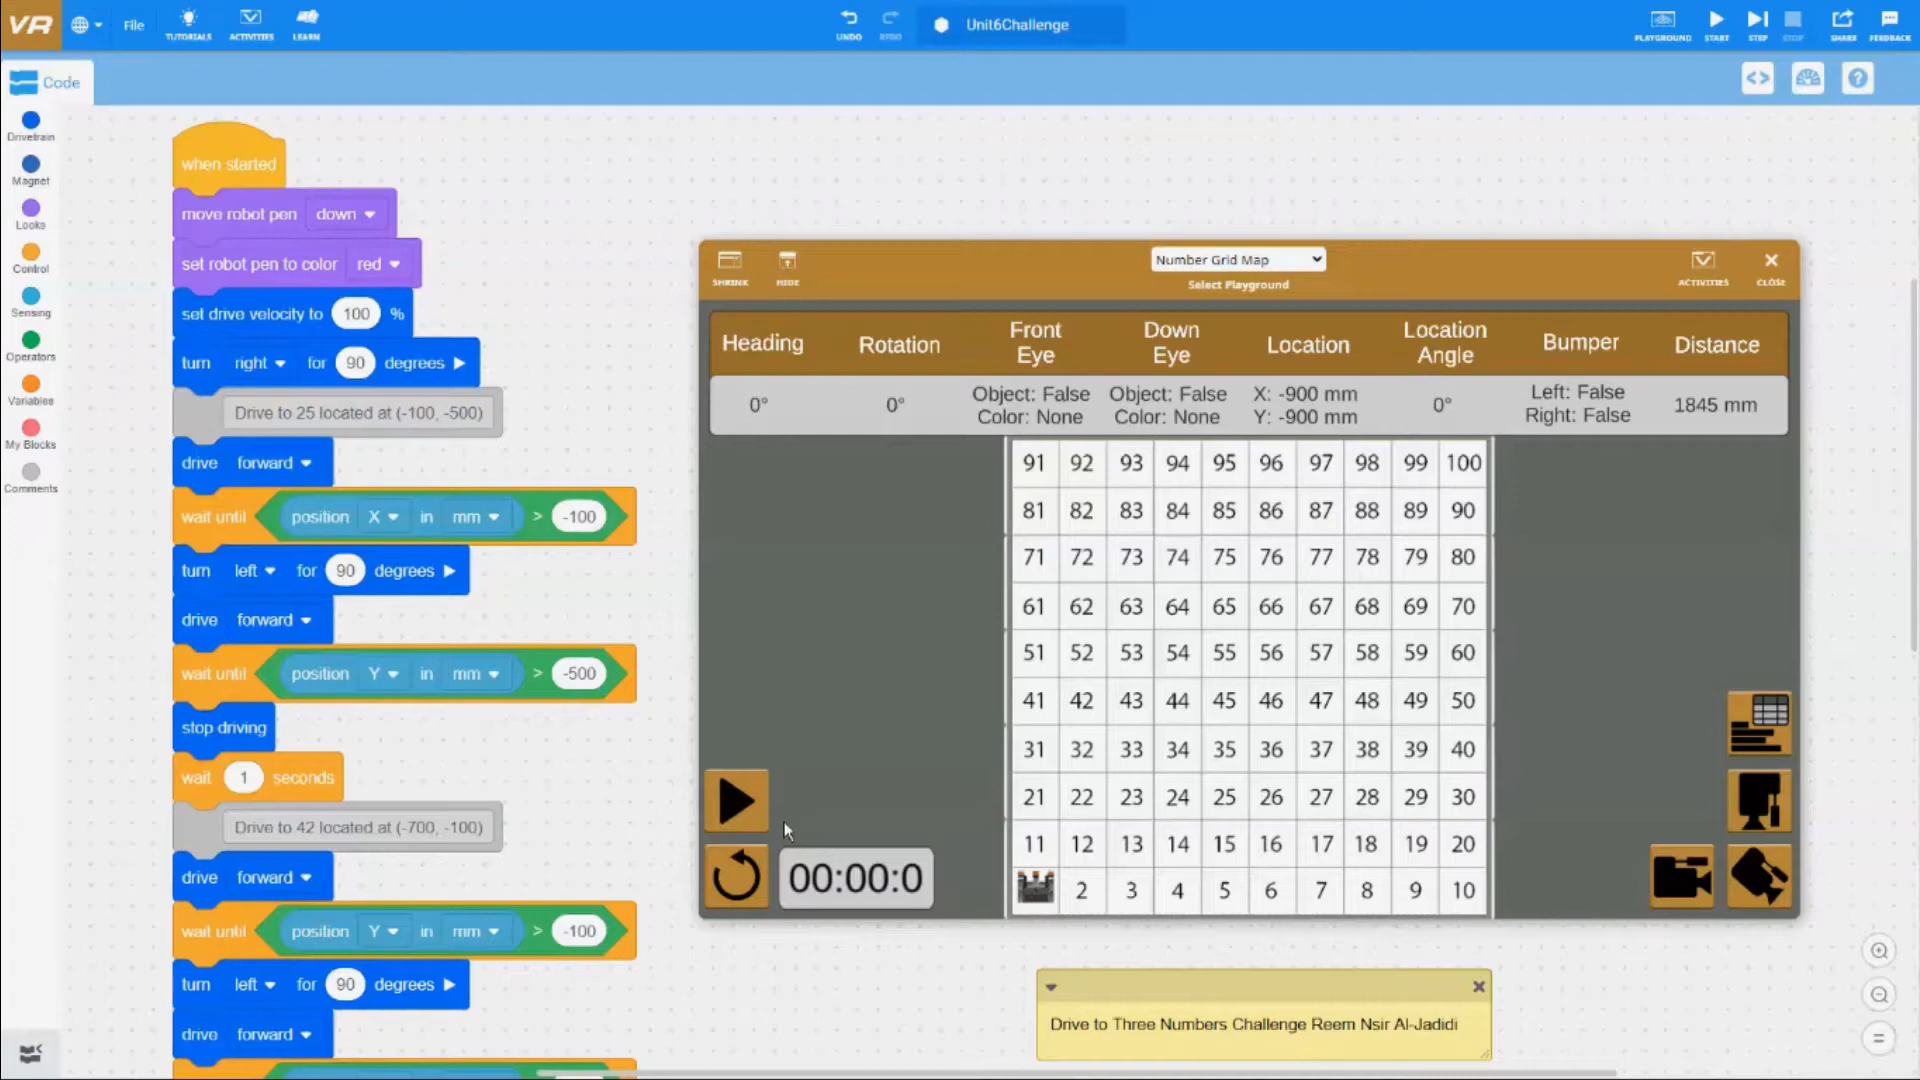 VR File TUTORIALS ACTIVITIES LEARN UNDO REDO Unit6Challenge PLAYGROUND START STEP STOP SHARE FEEDBACK
Code
Drivetrain
Magnet
Looks
Control
Sensing
Operators
Variables
My Blocks
Comments
when started
move robot pen down
set robot pen to color red
set drive velocity to 100 %
turn right for 90 degrees
Drive to 25 located at (-100, -500)
drive forward
wait until position X in mm > -100
turn left for 90 degrees
drive forward
wait until position Y in mm > -500
stop driving
wait 1 seconds
Drive to 42 located at (-700, -100)
drive forward
wait until position Y in mm > -100
turn left for 90 degrees
drive forward
SHRINK HIDE Number Grid Map ACTIVITIES CLOSE
Select Playground
Heading Rotation Front Eye Down Eye Location Location Angle Bumper Distance
0° 0° Object: False Object: False X: -900 mm 0° Left: False 1845 mm
Color: None Color: None Y: -900 mm Right: False
91 92 93 94 95 96 97 98 99 100
81 82 83 84 85 86 87 88 89 90
71 72 73 74 75 76 77 78 79 80
61 62 63 64 65 66 67 68 69 70
51 52 53 54 55 56 57 58 59 60
41 42 43 44 45 46 47 48 49 50
31 32 33 34 35 36 37 38 39 40
21 22 23 24 25 26 27 28 29 30
11 12 13 14 15 16 17 18 19 20
2 3 4 5 6 7 8 9 10
00:00:0
Drive to Three Numbers Challenge Reem Nsir Al-Jadidi